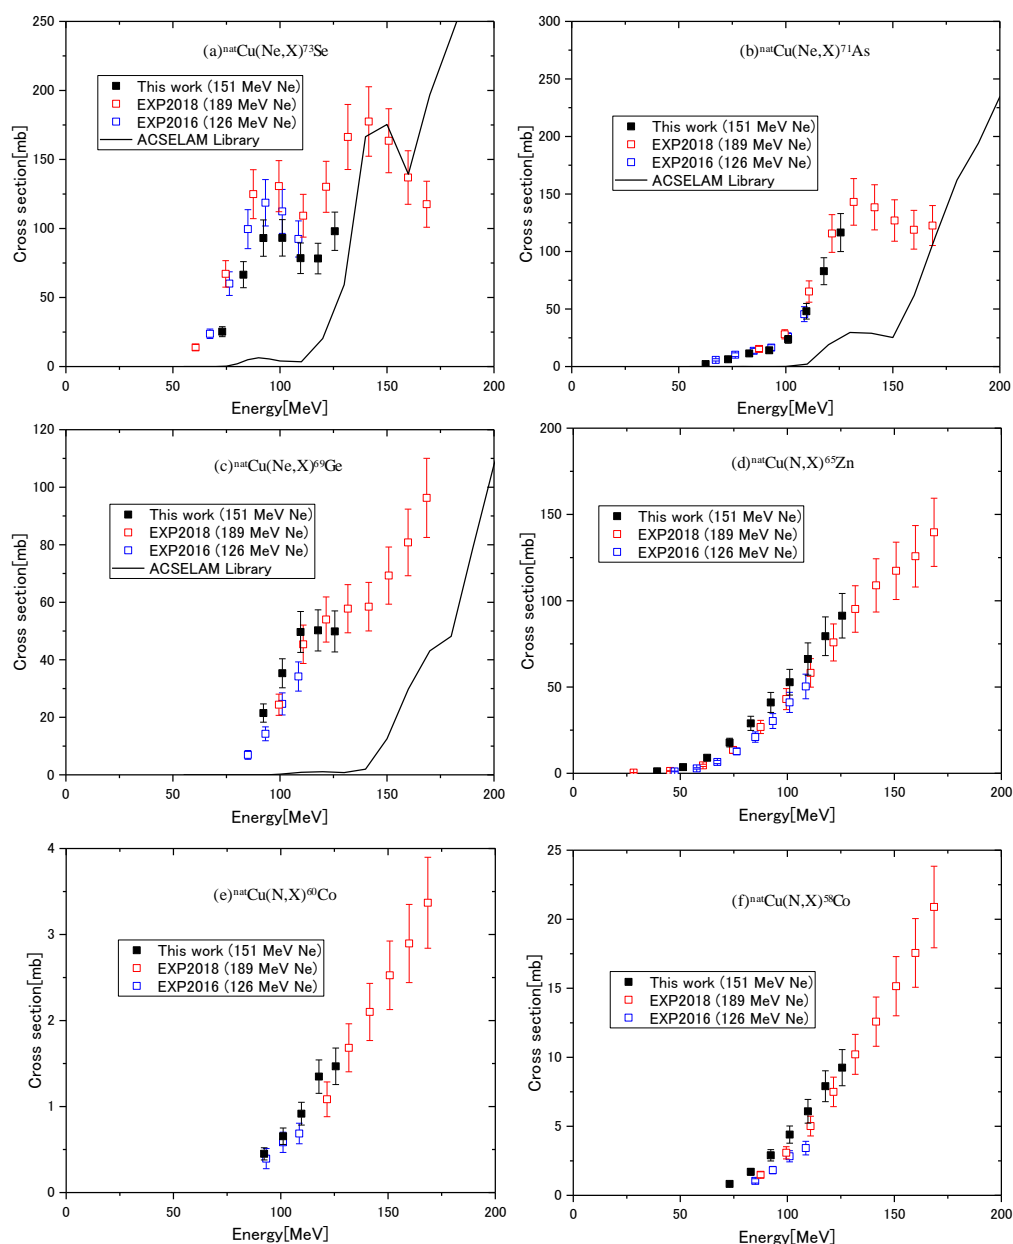 (a)ⁿᵃᵗCu(Ne,X)⁷³Se
This work (151 MeV Ne)
EXP2018 (189 MeV Ne)
EXP2016 (126 MeV Ne)
ACSELAM Library
Cross section[mb]
300
250
200
150
100
50
0
0
50
100
150
200
Energy[MeV]
(b)ⁿᵃᵗCu(Ne,X)⁷¹As
This work (151 MeV Ne)
EXP2018 (189 MeV Ne)
EXP2016 (126 MeV Ne)
ACSELAM Library
Cross section[mb]
300
250
200
150
100
50
0
0
50
100
150
200
Energy[MeV]
(c)ⁿᵃᵗCu(Ne,X)⁶⁹Ge
This work (151 MeV Ne)
EXP2018 (189 MeV Ne)
EXP2016 (126 MeV Ne)
ACSELAM Library
Cross section[mb]
120
100
80
60
40
20
0
0
50
100
150
200
Energy[MeV]
(d)ⁿᵃᵗCu(N,X)⁶⁵Zn
This work (151 MeV Ne)
EXP2018 (189 MeV Ne)
EXP2016 (126 MeV Ne)
Cross section[mb]
200
150
100
50
0
0
50
100
150
200
Energy[MeV]
(e)ⁿᵃᵗCu(N,X)⁶⁰Co
This work (151 MeV Ne)
EXP2018 (189 MeV Ne)
EXP2016 (126 MeV Ne)
Cross section[mb]
4
3
2
1
0
0
50
100
150
200
Energy[MeV]
(f)ⁿᵃᵗCu(N,X)⁵⁸Co
This work (151 MeV Ne)
EXP2018 (189 MeV Ne)
EXP2016 (126 MeV Ne)
Cross section[mb]
25
20
15
10
5
0
0
50
100
150
200
Energy[MeV]